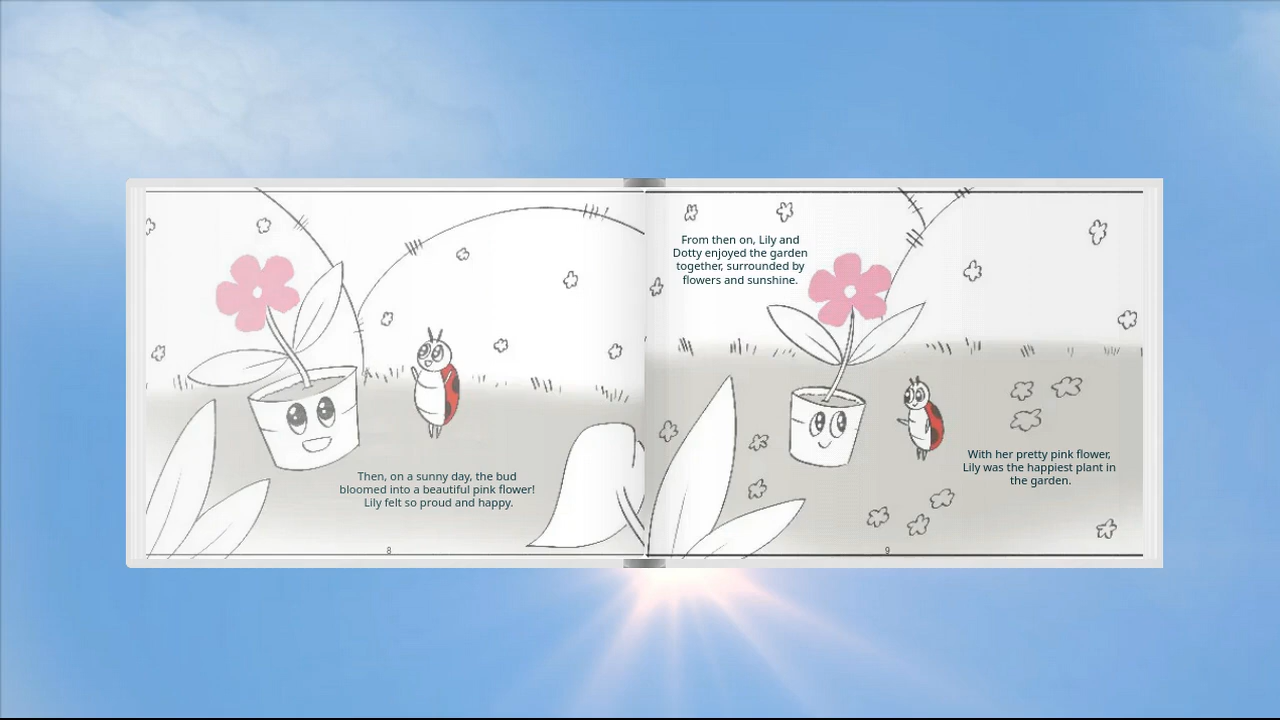 Then, on a sunny day, the bud
bloomed into a beautiful pink flower!
Lily felt so proud and happy.
8
From then on, Lily and
Dotty enjoyed the garden
together, surrounded by
flowers and sunshine.
With her pretty pink flower,
Lily was the happiest plant in
the garden.
9